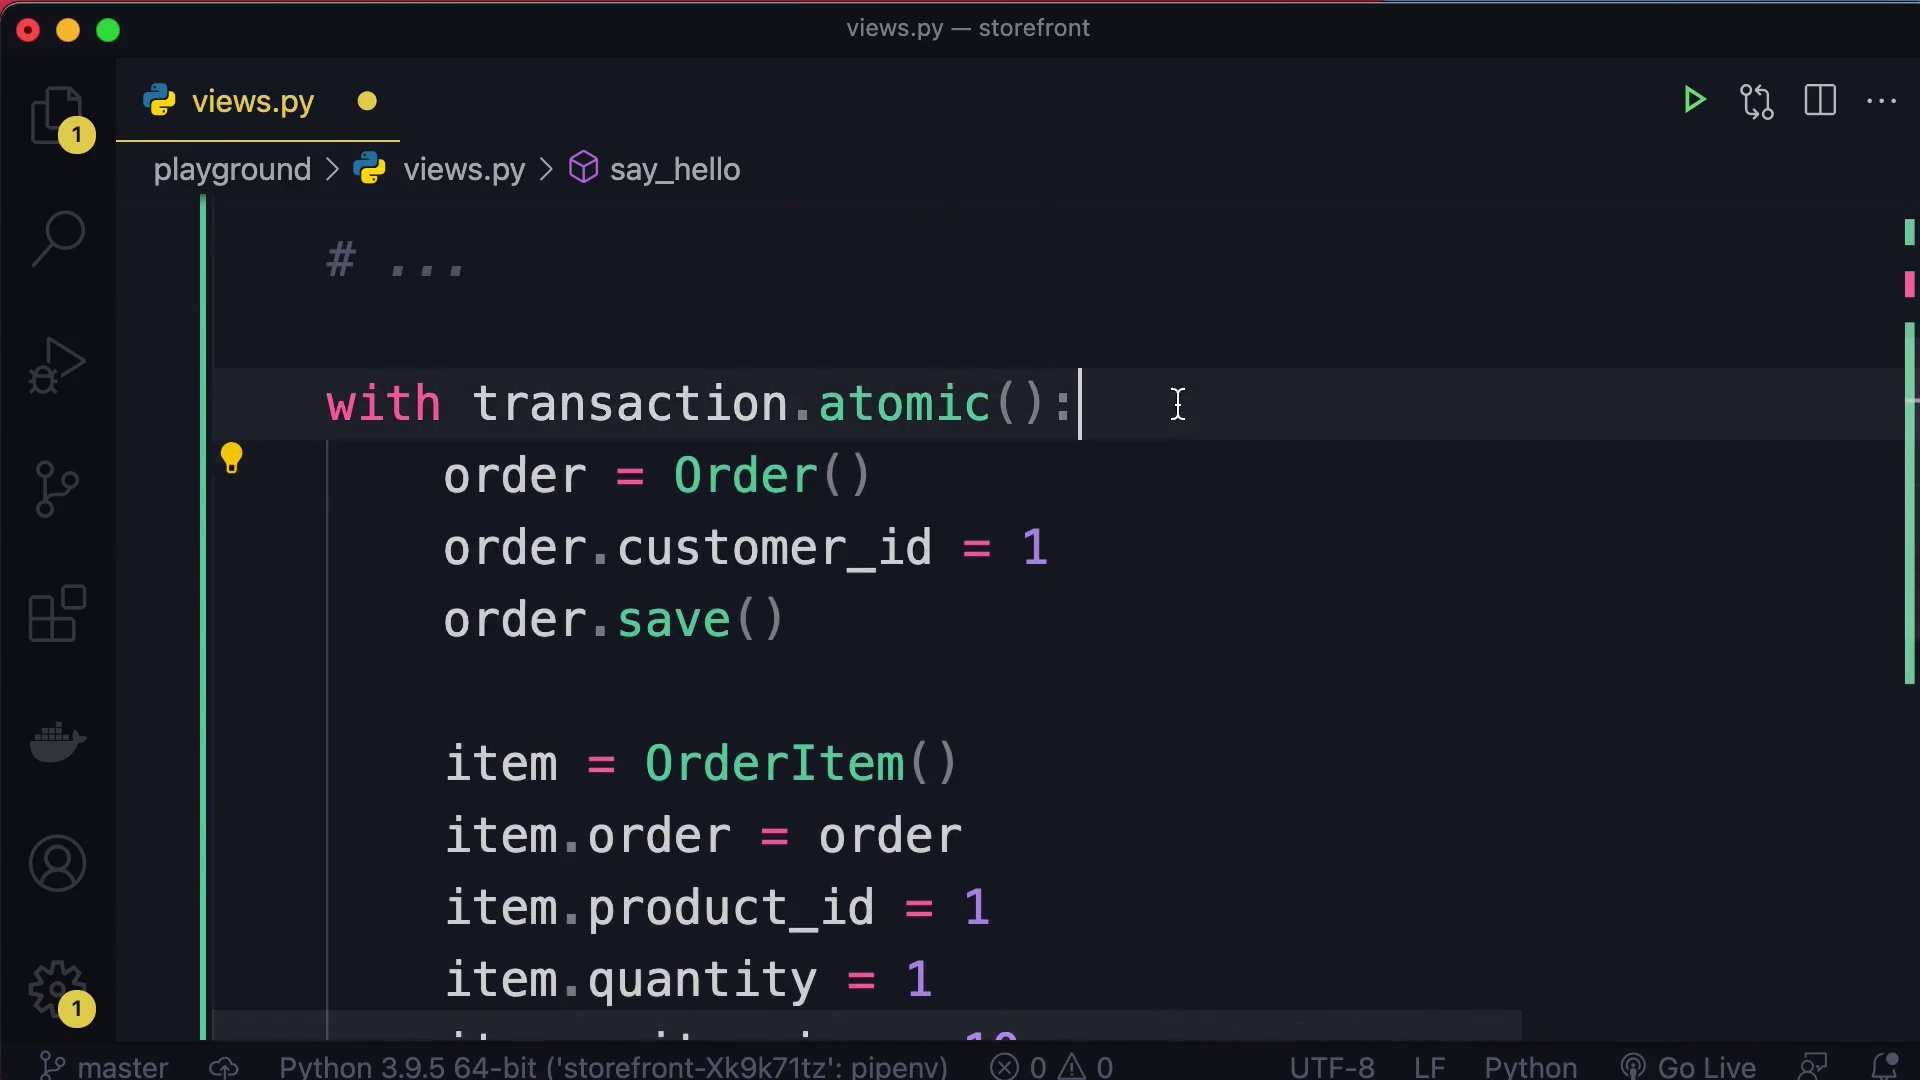 views.py — storefront
views.py
1
playground > views.py > say_hello
# ...
with transaction.atomic():
order = Order()
order.customer_id = 1
order.save()
item = OrderItem()
item.order = order
item.product_id = 1
item.quantity = 1
1
master
Python 3.9.5 64-bit ('storefront-Xk9k71tz': pipenv)
0
0
UTF-8
LF
Python
Go Live